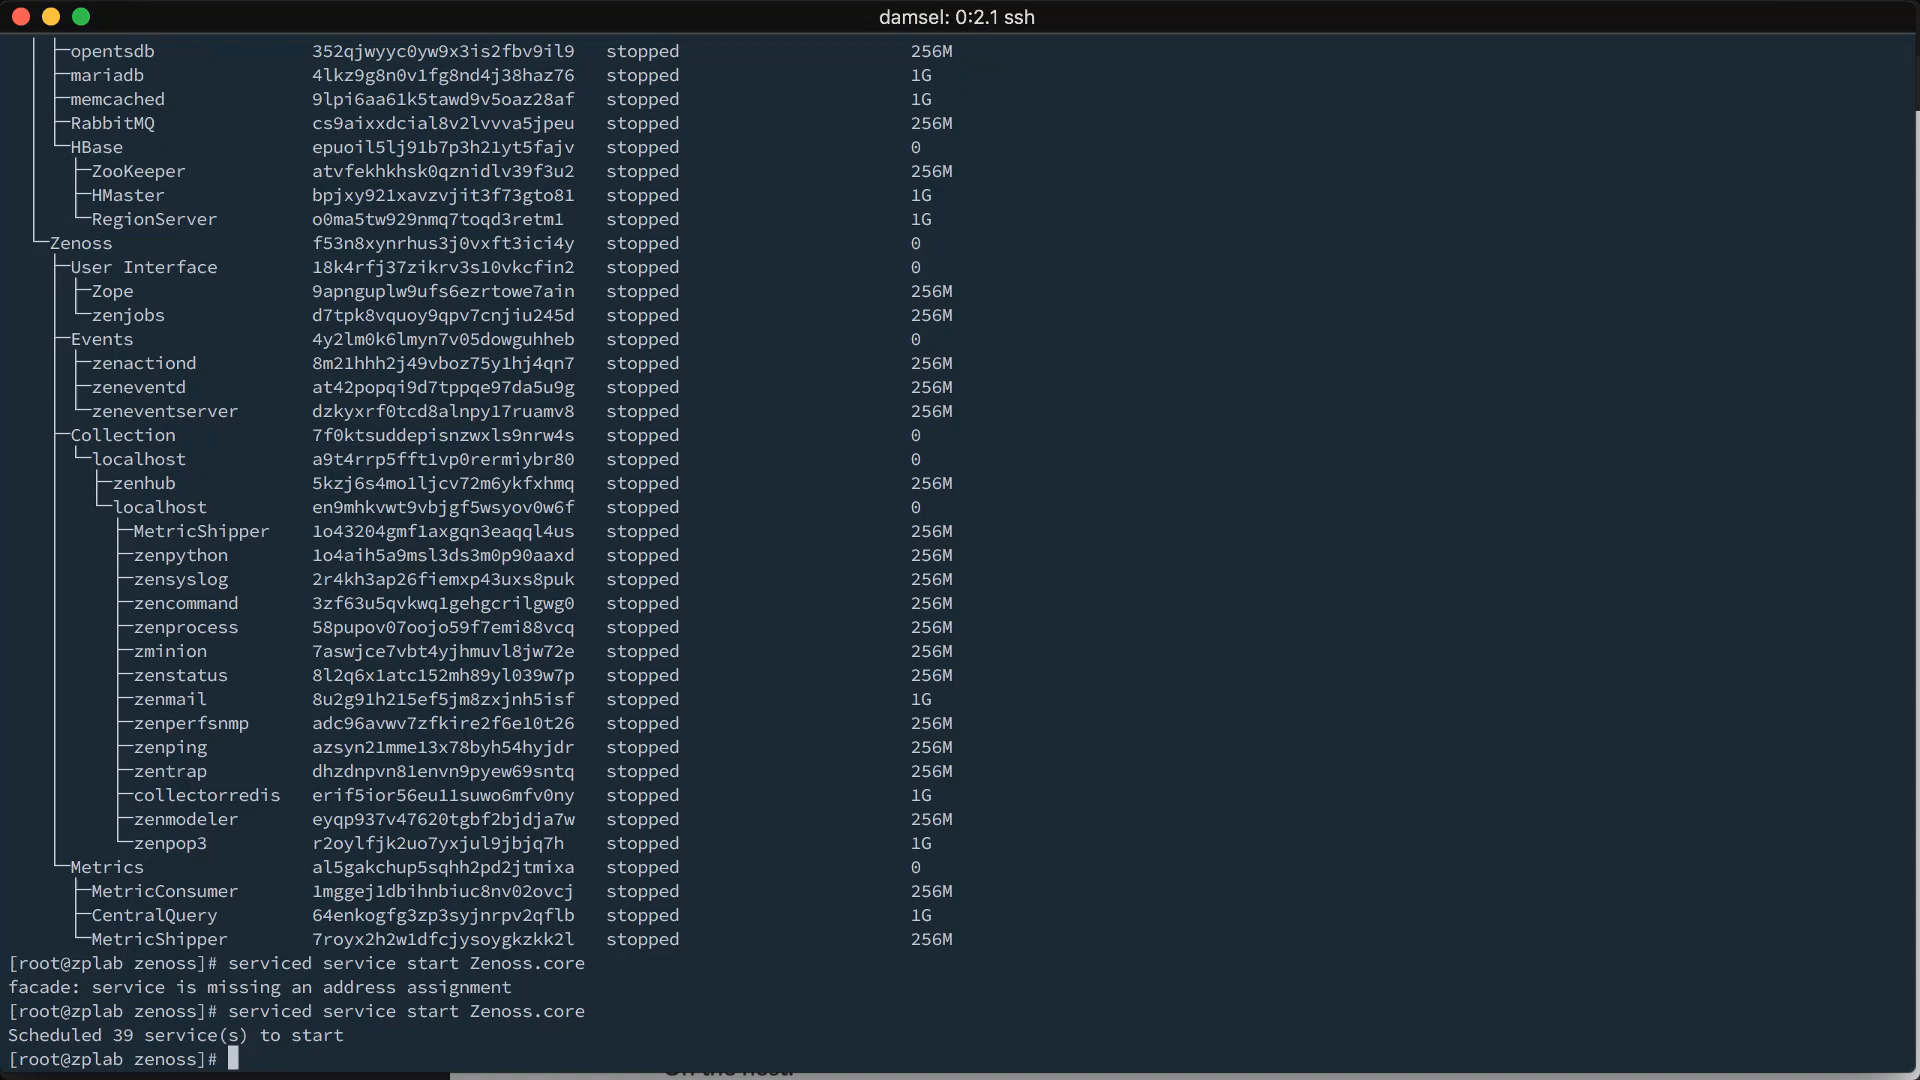 damsel: 0:2.1 ssh
├─opentsdb 352qjwyyc0yw9x3is2fbv9il9 stopped 256M
├─mariadb 4lkz9g8n0v1fg8nd4j38haz76 stopped 1G
├─memcached 9lpi6aa61k5tawd9v5oaz28af stopped 1G
├─RabbitMQ cs9aixxdcial8v2lvvva5jpeu stopped 256M
└─HBase epuoil5lj91b7p3h21yt5fajv stopped 0
├─ZooKeeper atvfekhkhsk0qznidlv39f3u2 stopped 256M
├─HMaster bpjxy921xavzvjit3f73gto81 stopped 1G
└─RegionServer o0ma5tw929nmq7toqd3retm1 stopped 1G
└─Zenoss f53n8xynrhus3j0vxft3ici4y stopped 0
├─User Interface 18k4rfj37zikrv3s10vkcfin2 stopped 0
├─Zope 9apnguplw9ufs6ezrtowe7ain stopped 256M
└─zenjobs d7tpk8vquoy9qpv7cnjiu245d stopped 256M
├─Events 4y2lm0k6lmyn7v05dowguhheb stopped 0
├─zenactiond 8m21hhh2j49vboz75y1hj4qn7 stopped 256M
├─zeneventd at42popqi9d7tppqe97da5u9g stopped 256M
└─zeneventserver dzkyxrf0tcd8alnpy17ruamv8 stopped 256M
├─Collection 7f0ktsuddepisnzwxls9nrw4s stopped 0
└─localhost a9t4rrp5fft1vp0rermiybr80 stopped 0
├─zenhub 5kzj6s4mo1ljcv72m6ykfxhmq stopped 256M
└─localhost en9mhkvwt9vbjgf5wsyov0w6f stopped 0
├─MetricShipper 1o43204gmf1axgqn3eaqql4us stopped 256M
├─zenpython 1o4aih5a9msl3ds3m0p90aaxd stopped 256M
├─zensyslog 2r4kh3ap26fiemxp43uxs8puk stopped 256M
├─zencommand 3zf63u5qvkwq1gehgcrilgwg0 stopped 256M
├─zenprocess 58pupov07oojo59f7emi88vcq stopped 256M
├─zminion 7aswjce7vbt4yjhmuvl8jw72e stopped 256M
├─zenstatus 8l2q6x1atc152mh89yl039w7p stopped 256M
├─zenmail 8u2g91h215ef5jm8zxjnh5isf stopped 1G
├─zenperfsnmp adc96avwv7zfkire2f6e10t26 stopped 256M
├─zenping azsyn21mme13x78byh54hyjdr stopped 256M
├─zentrap dhzdnpvn81envn9pyew69sntq stopped 256M
├─collectorredis erif5ior56eu11suwo6mfv0ny stopped 1G
├─zenmodeler eyqp937v47620tgbf2bjdja7w stopped 256M
└─zenpop3 r2oylfjk2uo7yxjul9jbjq7h stopped 1G
└─Metrics al5gakchup5sqhh2pd2jtmixa stopped 0
├─MetricConsumer 1mggej1dbihnbiuc8nv02ovcj stopped 256M
├─CentralQuery 64enkogfg3zp3syjnrpv2qflb stopped 1G
└─MetricShipper 7royx2h2w1dfcjysoygkzkk2l stopped 256M
[root@zplab zenoss]# serviced service start Zenoss.core
facade: service is missing an address assignment
[root@zplab zenoss]# serviced service start Zenoss.core
Scheduled 39 service(s) to start
[root@zplab zenoss]#